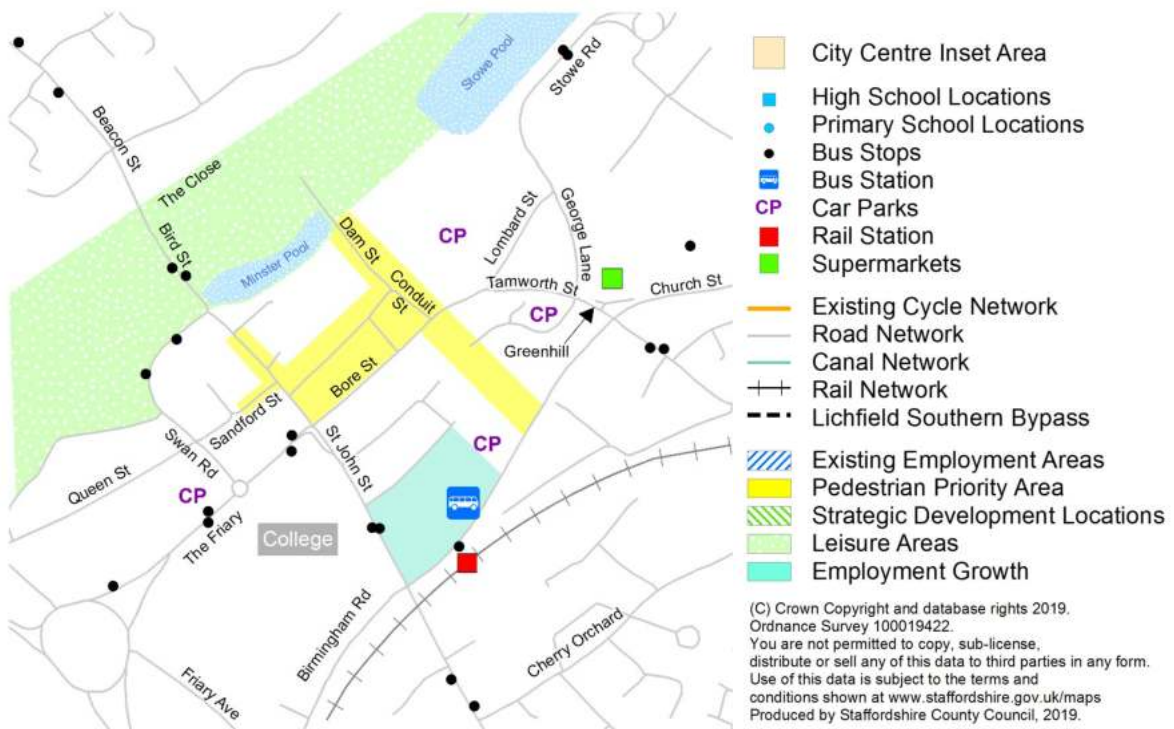 Stowe Pool
Stowe Rd
Beacon St
The Close
Bird St
Minster Pool
Dam St
CP
Lombard St
George Lane
Conduit
St
Tamworth St
Church St
CP
Greenhill
Bore St
Sandford St
Swan Rd
St John St
CP
Queen St
CP
The Friary
College
Birmingham Rd
Cherry Orchard
Friary Ave
City Centre Inset Area
High School Locations
Primary School Locations
Bus Stops
Bus Station
CP Car Parks
Rail Station
Supermarkets
Existing Cycle Network
Road Network
Canal Network
Rail Network
Lichfield Southern Bypass
Existing Employment Areas
Pedestrian Priority Area
Strategic Development Locations
Leisure Areas
Employment Growth
(C) Crown Copyright and database rights 2019.
Ordnance Survey 100019422.
You are not permitted to copy, sub-license,
distribute or sell any of this data to third parties in any form.
Use of this data is subject to the terms and
conditions shown at www.staffordshire.gov.uk/maps
Produced by Staffordshire County Council, 2019.